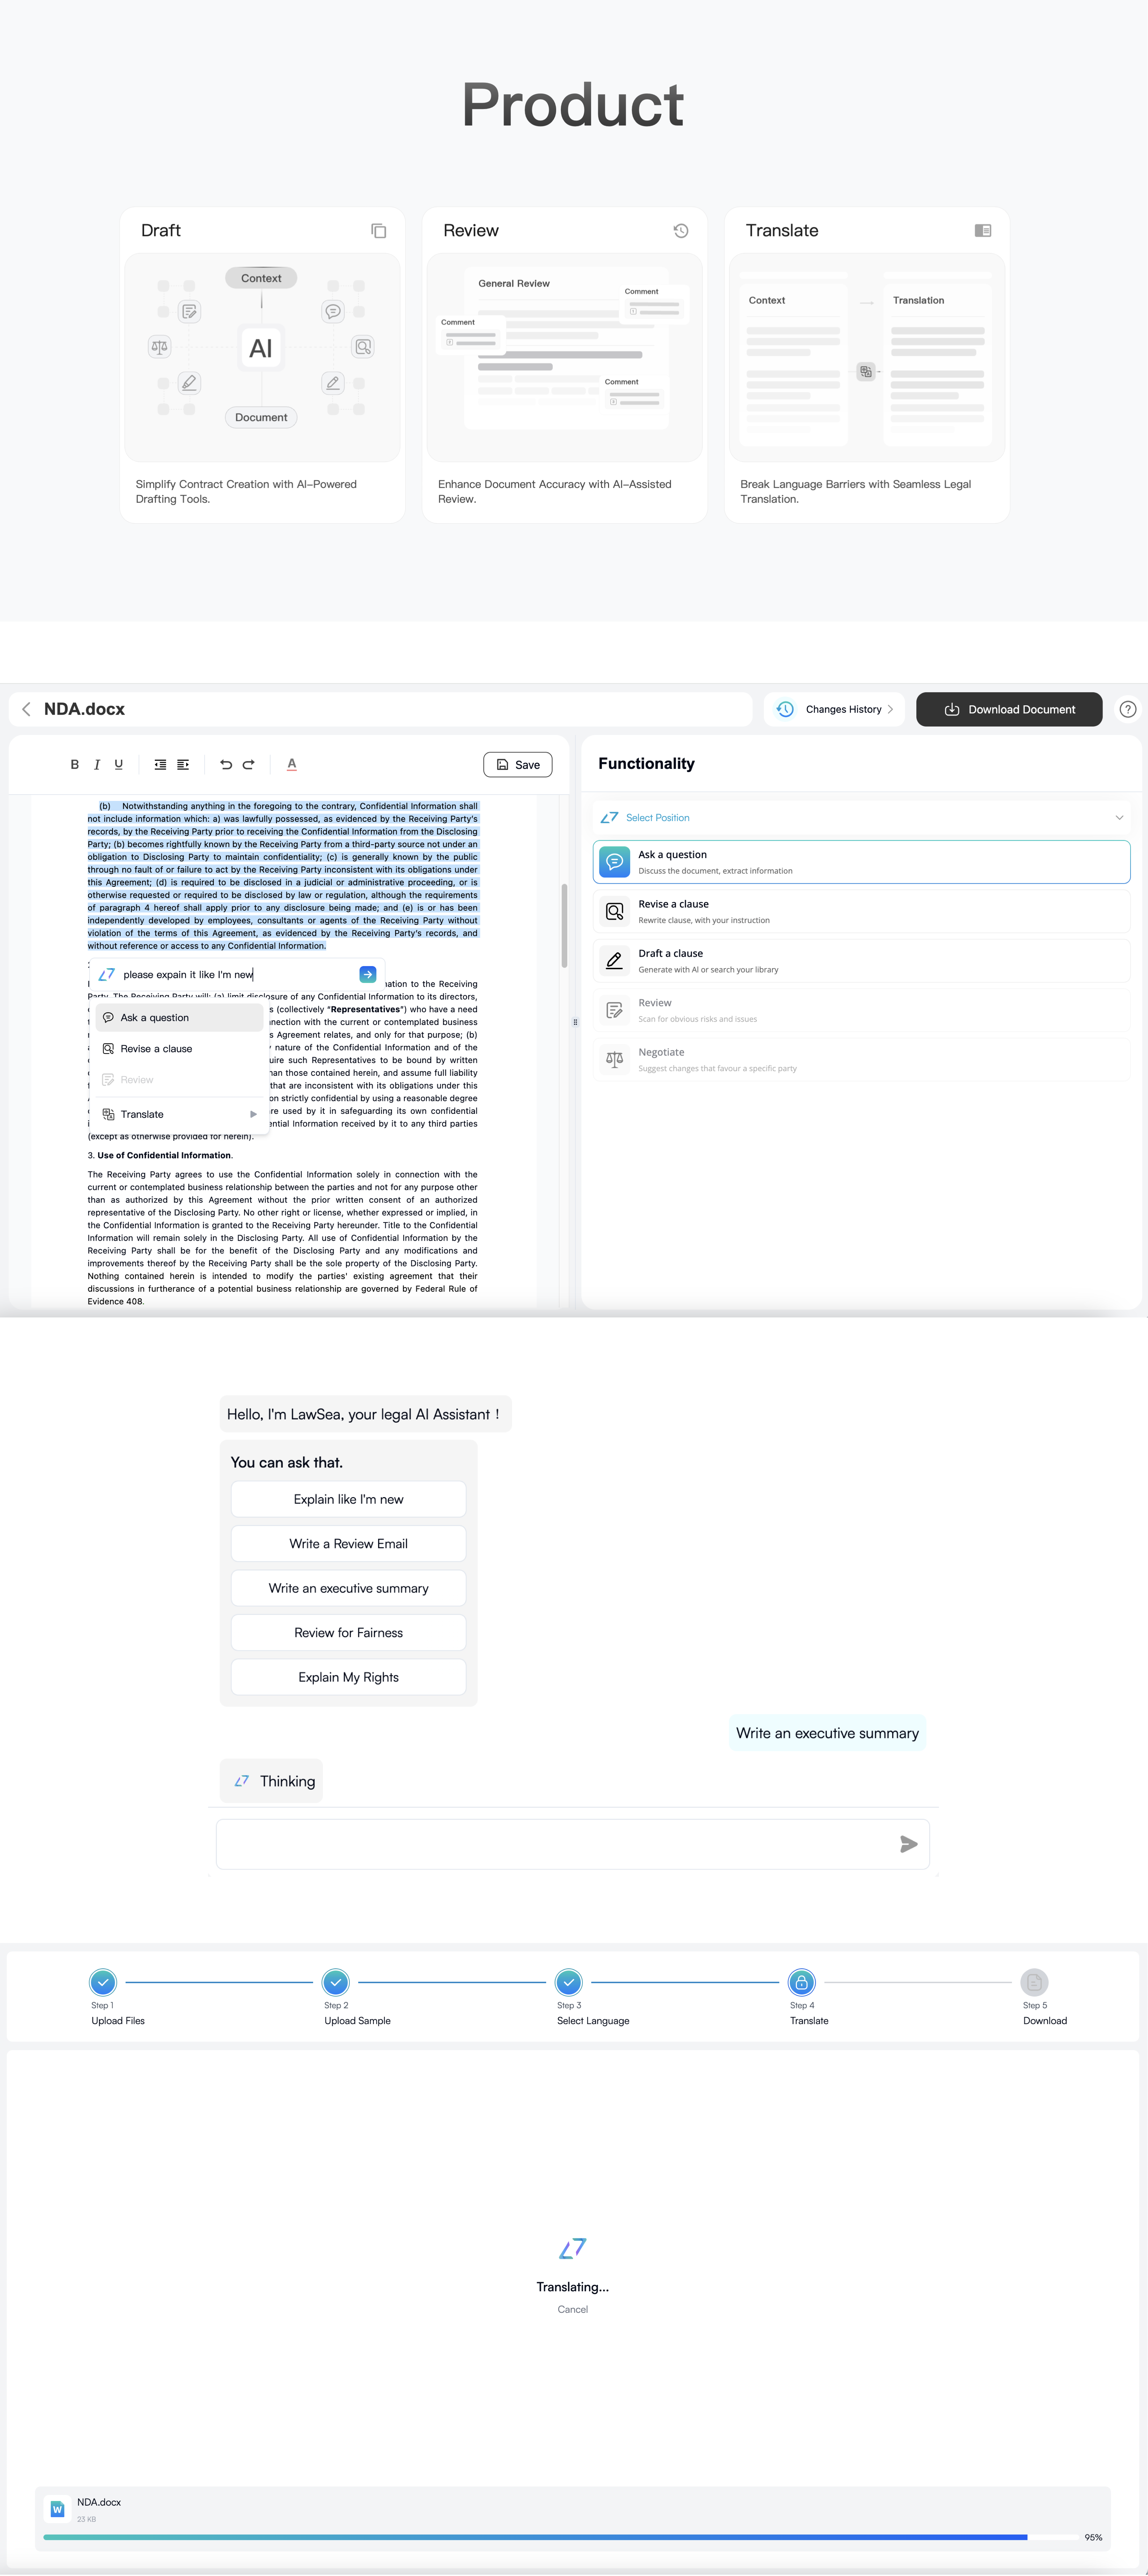 Product
Draft
Context
AI
Document
Simplify Contract Creation with AI-Powered
Drafting Tools.
Review
General Review
Comment
Comment
Comment
Enhance Document Accuracy with AI-Assisted
Review.
Translate
Context
Translation
Break Language Barriers with Seamless Legal
Translation.
NDA.docx
Changes History
Download Document
?
B I U A Save
(b) Notwithstanding anything in the foregoing to the contrary, Confidential Information shall
not include information which: a) was lawfully possessed, as evidenced by the Receiving Party's
records, by the Receiving Party prior to receiving the Confidential Information from the Disclosing
Party; (b) becomes rightfully known by the Receiving Party from a third-party source not under an
obligation to Disclosing Party to maintain confidentiality; (c) is generally known by the public
through no fault of or failure to act by the Receiving Party inconsistent with its obligations under
this Agreement; (d) is required to be disclosed in a judicial or administrative proceeding, or is
otherwise requested or required to be disclosed by law or regulation, although the requirements
of paragraph 4 hereof shall apply prior to any disclosure being made; and (e) is or has been
independently developed by employees, consultants or agents of the Receiving Party without
violation of the terms of this Agreement, as evidenced by the Receiving Party's records, and
without reference or access to any Confidential Information.
please expain it like I'm new
Ask a question
Revise a clause
Review
Translate
ation to the Receiving
Party. The Receiving Party will: (a) limit disclosure of any Confidential Information to its directors,
s (collectively “Representatives”) who have a need
nection with the current or contemplated business
s Agreement relates, and only for that purpose; (b)
nature of the Confidential Information and of the
uire such Representatives to be bound by written
han those contained herein, and assume full liability
that are inconsistent with its obligations under this
on strictly confidential by using a reasonable degree
re used by it in safeguarding its own confidential
ential Information received by it to any third parties
(except as otherwise provided for herein).
3. Use of Confidential Information.
The Receiving Party agrees to use the Confidential Information solely in connection with the
current or contemplated business relationship between the parties and not for any purpose other
than as authorized by this Agreement without the prior written consent of an authorized
representative of the Disclosing Party. No other right or license, whether expressed or implied, in
the Confidential Information is granted to the Receiving Party hereunder. Title to the Confidential
Information will remain solely in the Disclosing Party. All use of Confidential Information by the
Receiving Party shall be for the benefit of the Disclosing Party and any modifications and
improvements thereof by the Receiving Party shall be the sole property of the Disclosing Party.
Nothing contained herein is intended to modify the parties' existing agreement that their
discussions in furtherance of a potential business relationship are governed by Federal Rule of
Evidence 408.
Functionality
Select Position
Ask a question
Discuss the document, extract information
Revise a clause
Rewrite clause, with your instruction
Draft a clause
Generate with AI or search your library
Review
Scan for obvious risks and issues
Negotiate
Suggest changes that favour a specific party
Hello, I'm LawSea, your legal AI Assistant！
You can ask that.
Explain like I'm new
Write a Review Email
Write an executive summary
Review for Fairness
Explain My Rights
Write an executive summary
Thinking
Step 1
Upload Files
Step 2
Upload Sample
Step 3
Select Language
Step 4
Translate
Step 5
Download
Translating...
Cancel
W
NDA.docx
23 KB
95%